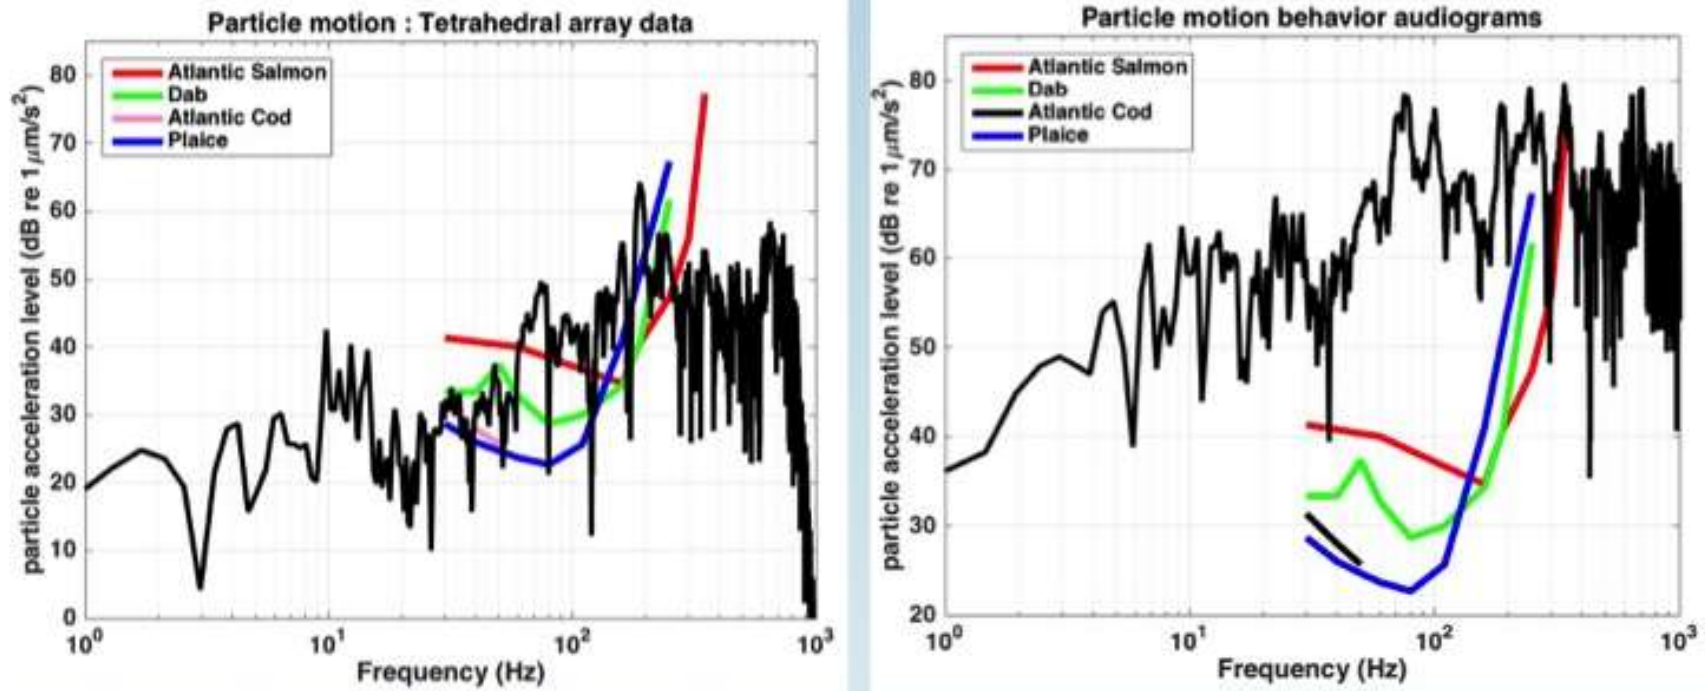 Particle motion : Tetrahedral array data
Atlantic Salmon
Dab
Atlantic Cod
Plaice
particle acceleration level (dB re 1 μm/s²)
80
70
60
50
40
30
20
10
0
10⁰
10¹
10²
10³
Frequency (Hz)
Particle motion behavior audiograms
Atlantic Salmon
Dab
Atlantic Cod
Plaice
particle acceleration level (dB re 1 μm/s²)
80
70
60
50
40
30
20
10⁰
10¹
10²
10³
Frequency (Hz)